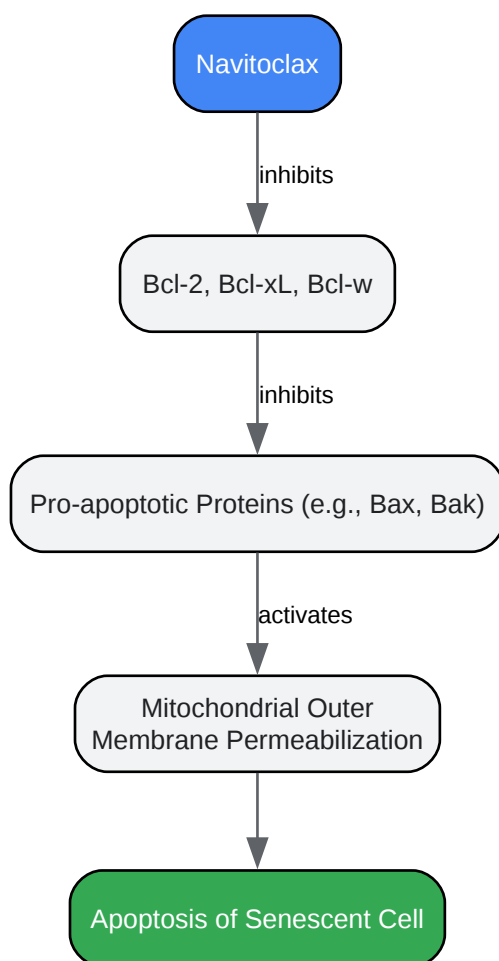 Navitoclax
inhibits
Bcl-2, Bcl-xL, Bcl-w
inhibits
Pro-apoptotic Proteins (e.g., Bax, Bak)
activates
Mitochondrial Outer
Membrane Permeabilization
Apoptosis of Senescent Cell